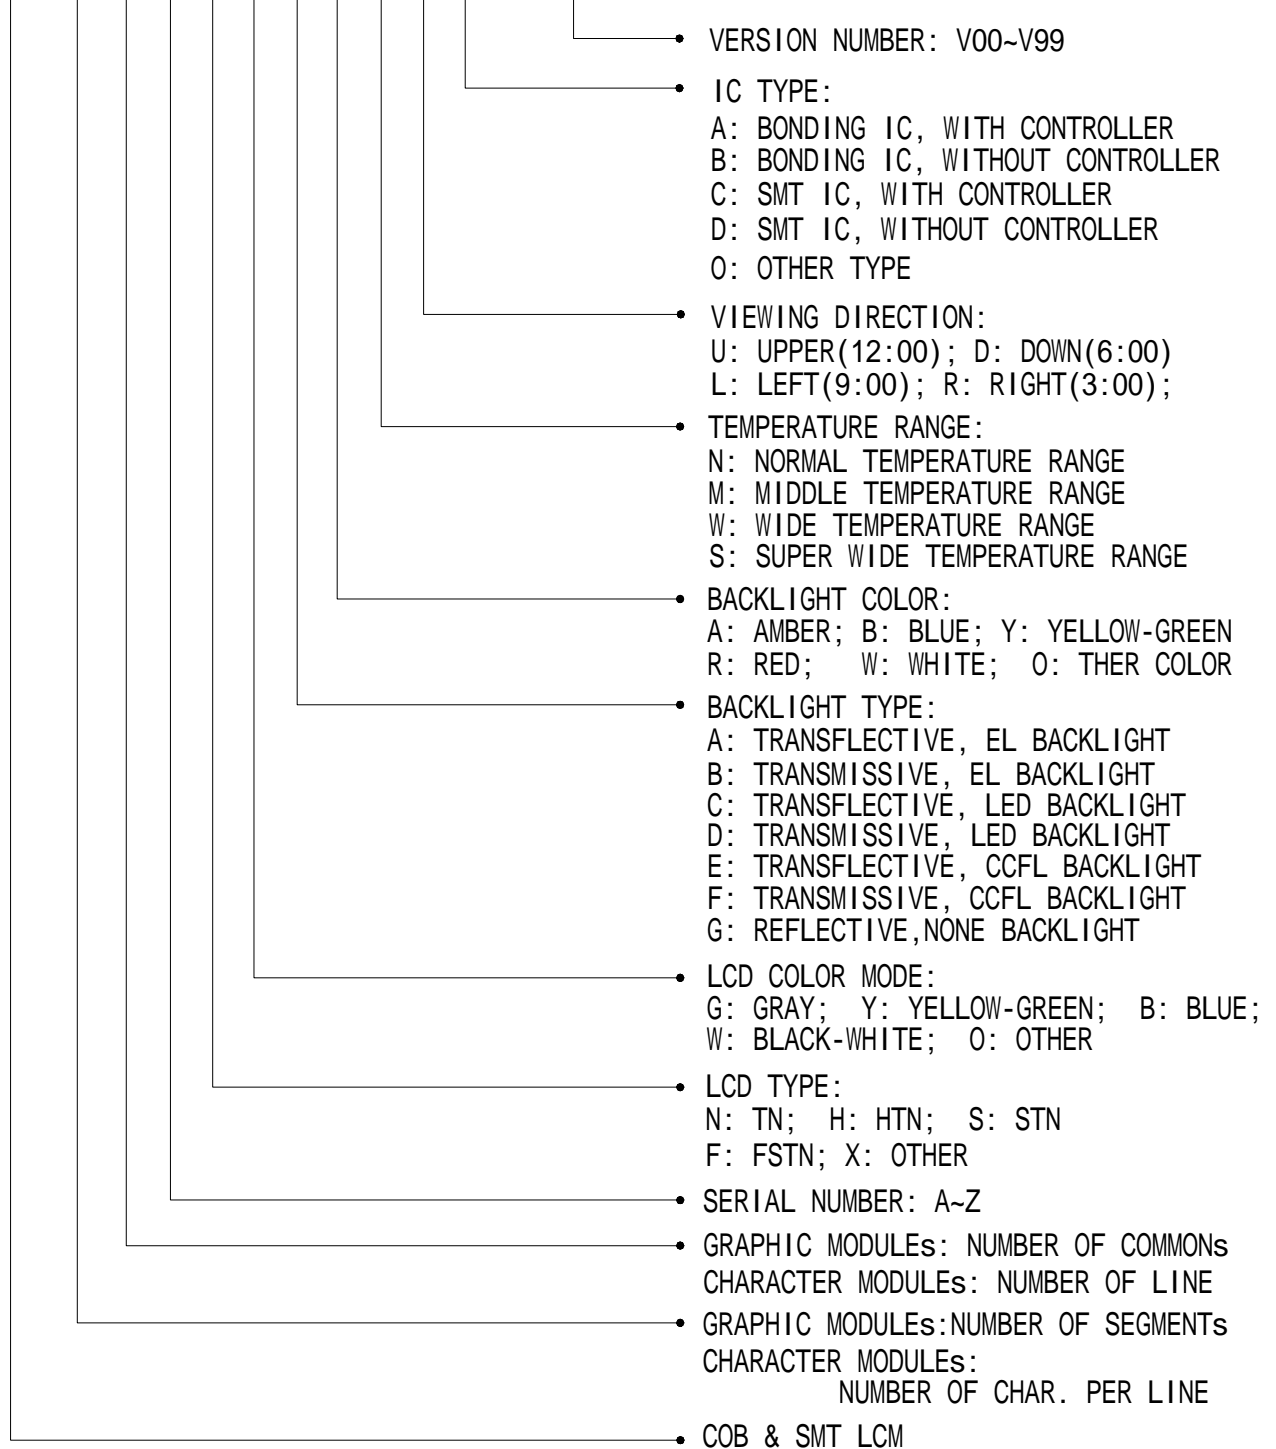 VERSION NUMBER: V00~V99
IC TYPE:
A: BONDING IC, WITH CONTROLLER
B: BONDING IC, WITHOUT CONTROLLER
C: SMT IC, WITH CONTROLLER
D: SMT IC, WITHOUT CONTROLLER
O: OTHER TYPE
VIEWING DIRECTION:
U: UPPER(12:00); D: DOWN(6:00)
L: LEFT(9:00); R: RIGHT(3:00);
TEMPERATURE RANGE:
N: NORMAL TEMPERATURE RANGE
M: MIDDLE TEMPERATURE RANGE
W: WIDE TEMPERATURE RANGE
S: SUPER WIDE TEMPERATURE RANGE
BACKLIGHT COLOR:
A: AMBER; B: BLUE; Y: YELLOW-GREEN
R: RED; W: WHITE; O: THER COLOR
BACKLIGHT TYPE:
A: TRANSFLECTIVE, EL BACKLIGHT
B: TRANSMISSIVE, EL BACKLIGHT
C: TRANSFLECTIVE, LED BACKLIGHT
D: TRANSMISSIVE, LED BACKLIGHT
E: TRANSFLECTIVE, CCFL BACKLIGHT
F: TRANSMISSIVE, CCFL BACKLIGHT
G: REFLECTIVE,NONE BACKLIGHT
LCD COLOR MODE:
G: GRAY; Y: YELLOW-GREEN; B: BLUE;
W: BLACK-WHITE; O: OTHER
LCD TYPE:
N: TN; H: HTN; S: STN
F: FSTN; X: OTHER
SERIAL NUMBER: A~Z
GRAPHIC MODULEs: NUMBER OF COMMONs
CHARACTER MODULEs: NUMBER OF LINE
GRAPHIC MODULEs:NUMBER OF SEGMENTs
CHARACTER MODULEs:
NUMBER OF CHAR. PER LINE
COB & SMT LCM